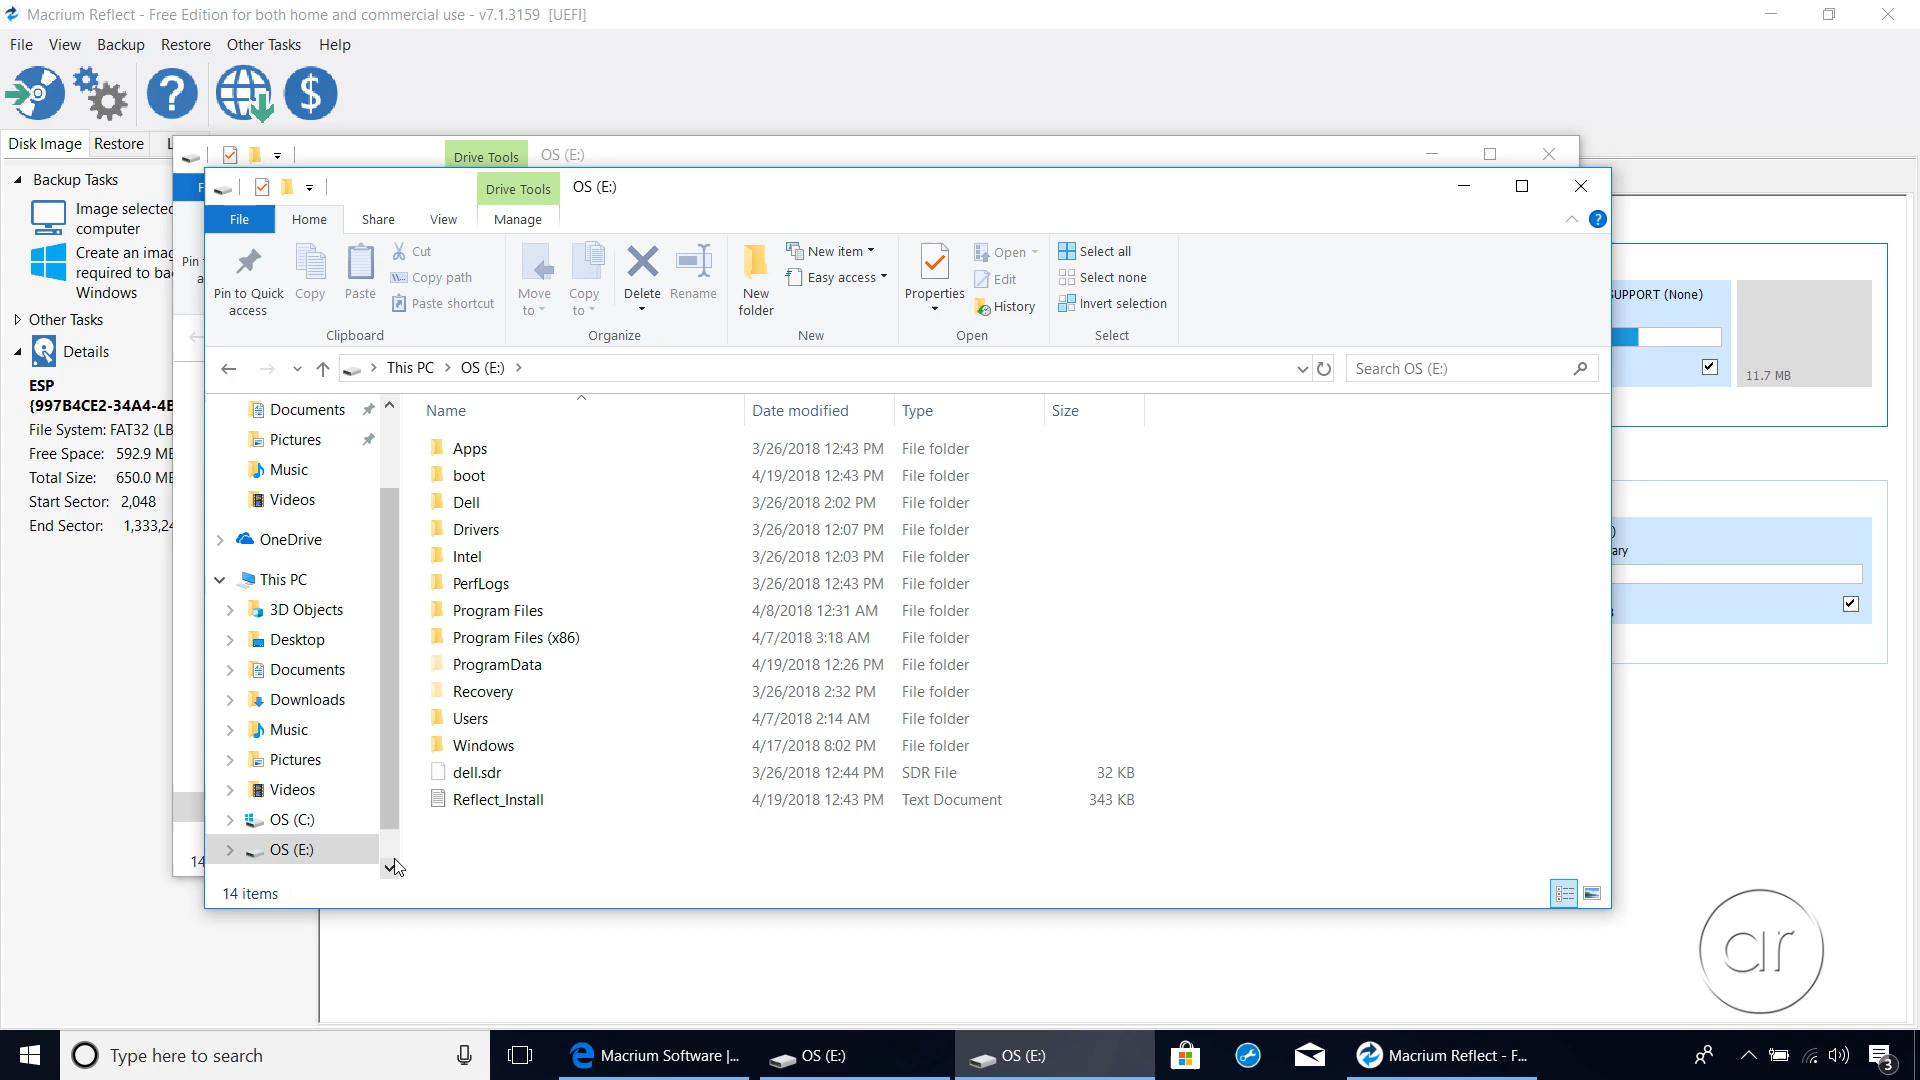 Macrium Reflect - Free Edition for both home and commercial use - v7.1.3159 [UEFI]
File View Backup Restore Other Tasks Help
Disk Image Restore
Backup Tasks
Image selected
computer
Create an imag
required to ba
Windows
Other Tasks
Details
ESP
{997B4CE2-34A4-4E
File System: FAT32 (LB
Free Space: 592.9 ME
Total Size: 650.0 ME
Start Sector: 2,048
End Sector: 1,333,24
Drive Tools OS (E:)
Pin t
a
14
Drive Tools OS (E:)
File Home Share View Manage
Pin to Quick
access
Copy
Paste
Cut
Copy path
Paste shortcut
Clipboard
Move
to
Copy
to
Delete
Rename
Organize
New
folder
New item
Easy access
New
Properties
Open
Edit
History
Open
Select all
Select none
Invert selection
Select
This PC OS (E:)
Search OS (E:)
Documents
Pictures
Music
Videos
OneDrive
This PC
3D Objects
Desktop
Documents
Downloads
Music
Pictures
Videos
OS (C:)
OS (E:)
Name Date modified Type Size
Apps 3/26/2018 12:43 PM File folder
boot 4/19/2018 12:43 PM File folder
Dell 3/26/2018 2:02 PM File folder
Drivers 3/26/2018 12:07 PM File folder
Intel 3/26/2018 12:03 PM File folder
PerfLogs 3/26/2018 12:43 PM File folder
Program Files 4/8/2018 12:31 AM File folder
Program Files (x86) 4/7/2018 3:18 AM File folder
ProgramData 4/19/2018 12:26 PM File folder
Recovery 3/26/2018 2:32 PM File folder
Users 4/7/2018 2:14 AM File folder
Windows 4/17/2018 8:02 PM File folder
dell.sdr 3/26/2018 12:44 PM SDR File 32 KB
Reflect_Install 4/19/2018 12:43 PM Text Document 343 KB
14 items
SUPPORT (None)
11.7 MB
ary
ar
Type here to search
Macrium Software |...
OS (E:)
OS (E:)
Macrium Reflect - F...
3